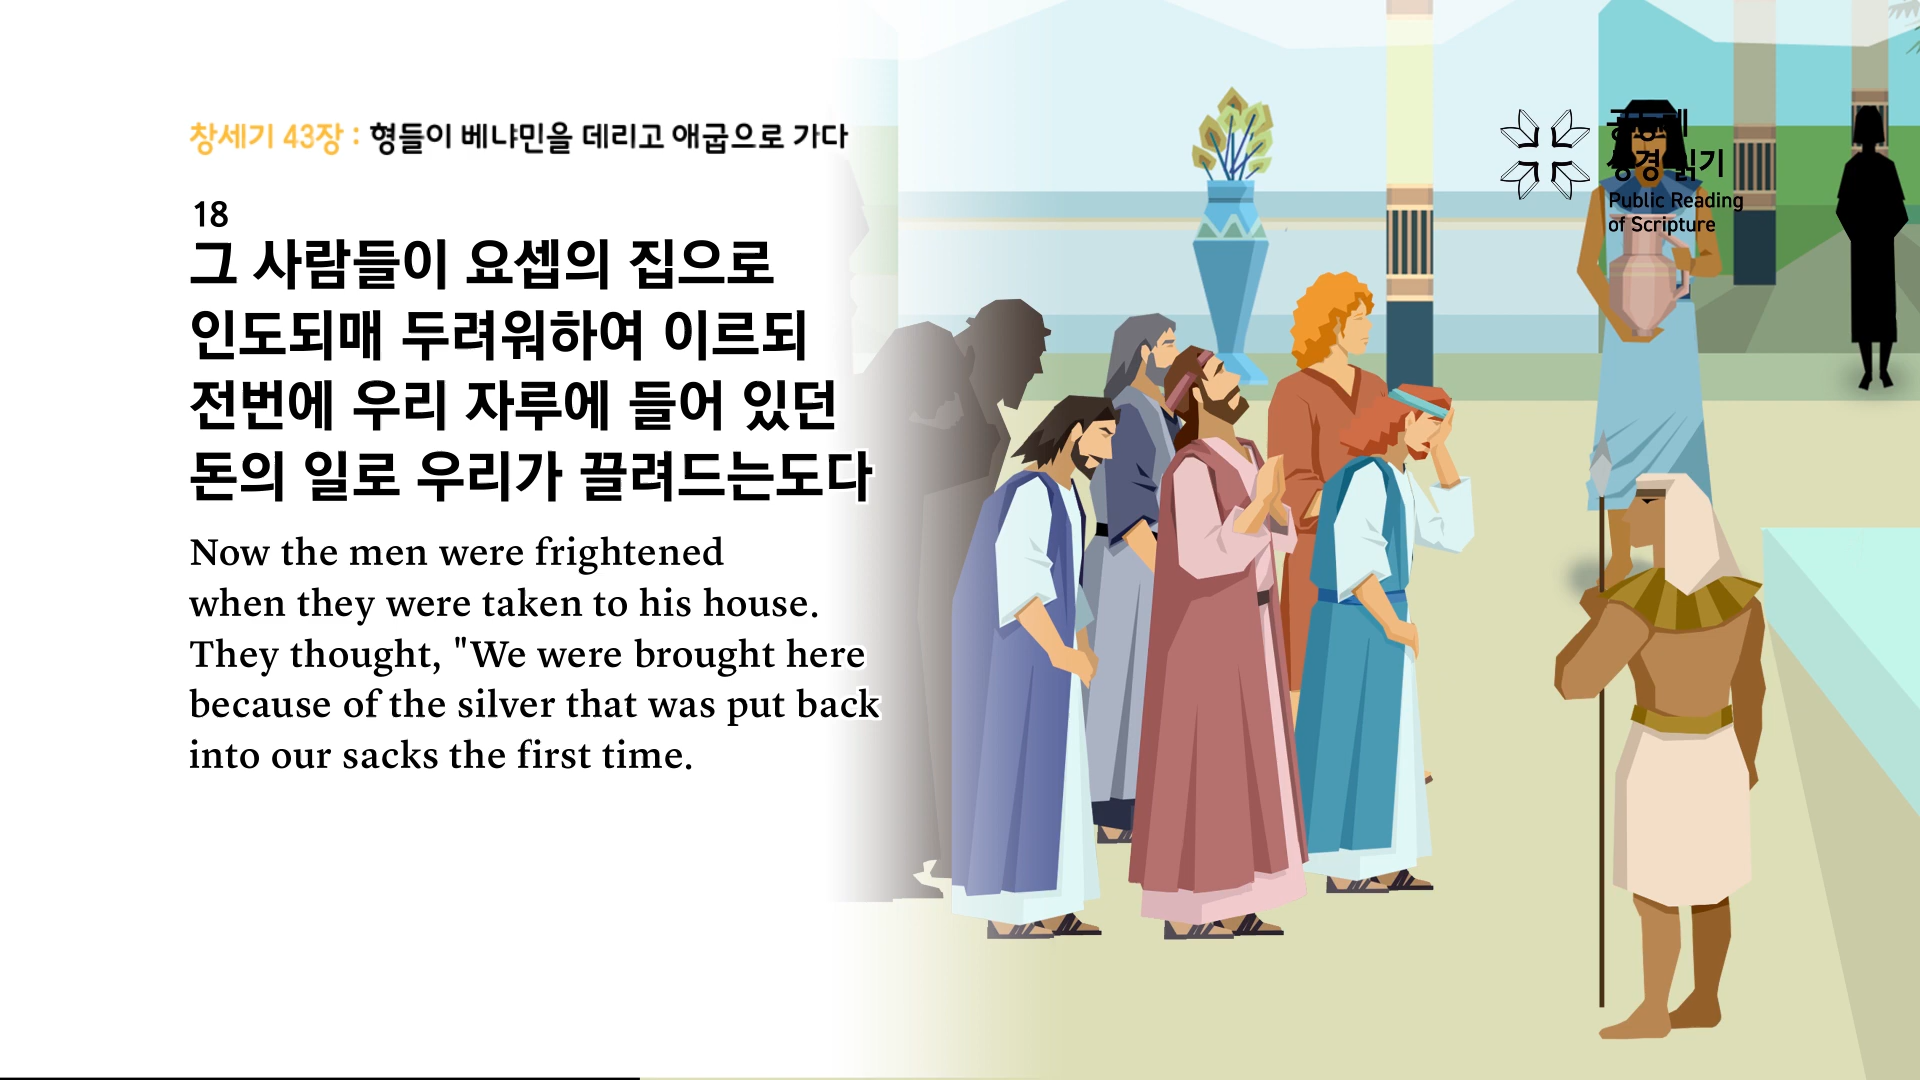 창세기 43장 : 형들이 베냐민을 데리고 애굽으로 가다
18
그 사람들이 요셉의 집으로
인도되매 두려워하여 이르되
전번에 우리 자루에 들어 있던
돈의 일로 우리가 끌려드는도다
Now the men were frightened
when they were taken to his house.
They thought, "We were brought here
because of the silver that was put back
into our sacks the first time.
성경 읽기
Public Reading
of Scripture